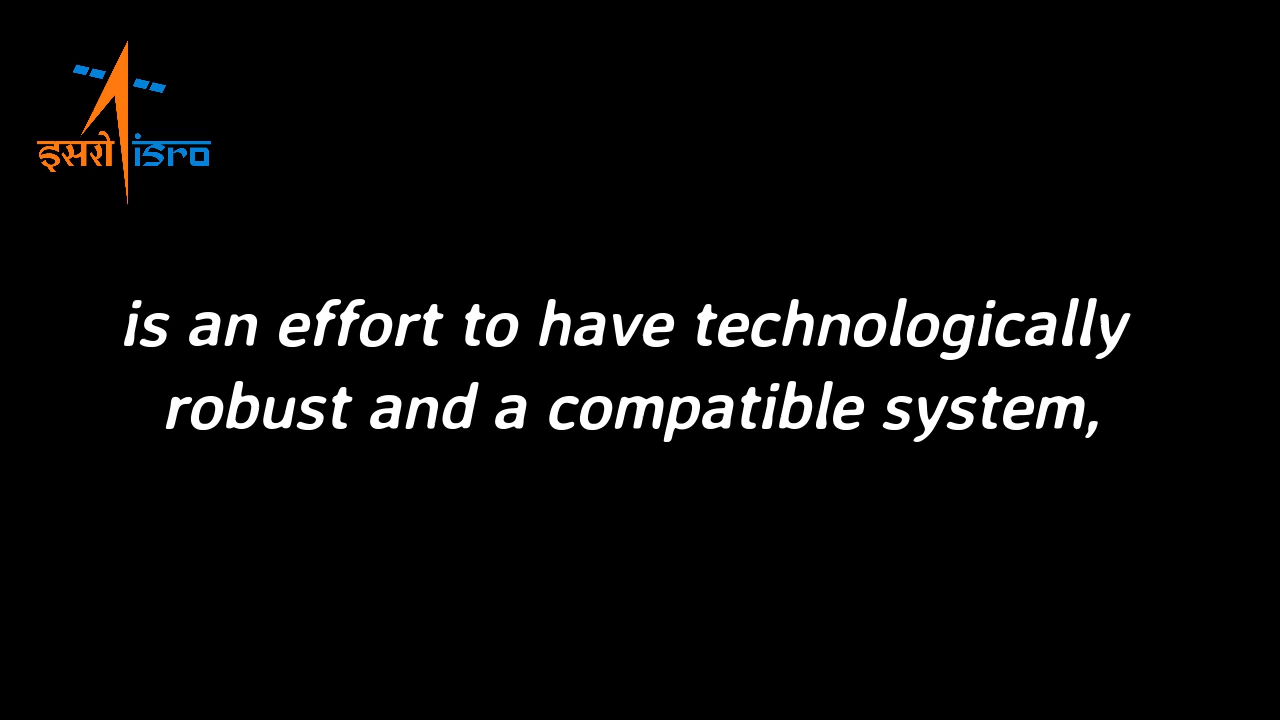 इसरो isro
is an effort to have technologically
robust and a compatible system,